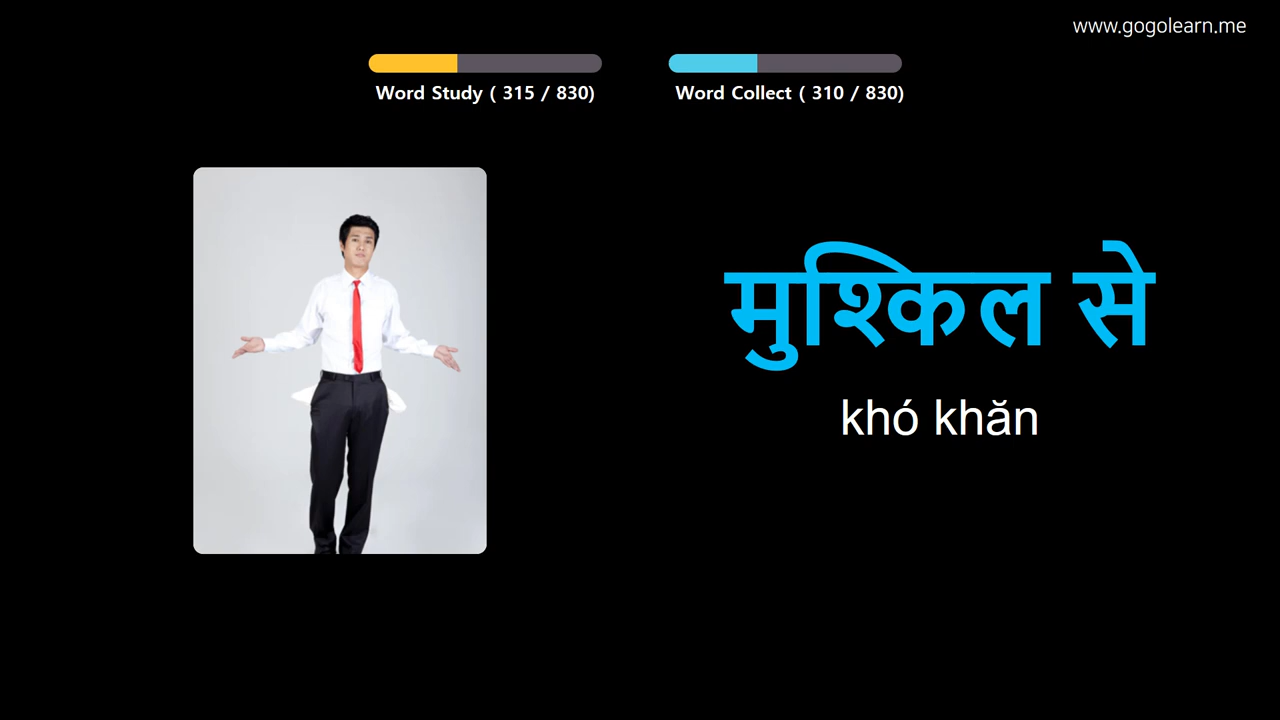 www.gogolearn.me
Word Study ( 315 / 830)
Word Collect ( 310 / 830)
मुश्किल से
khó khăn